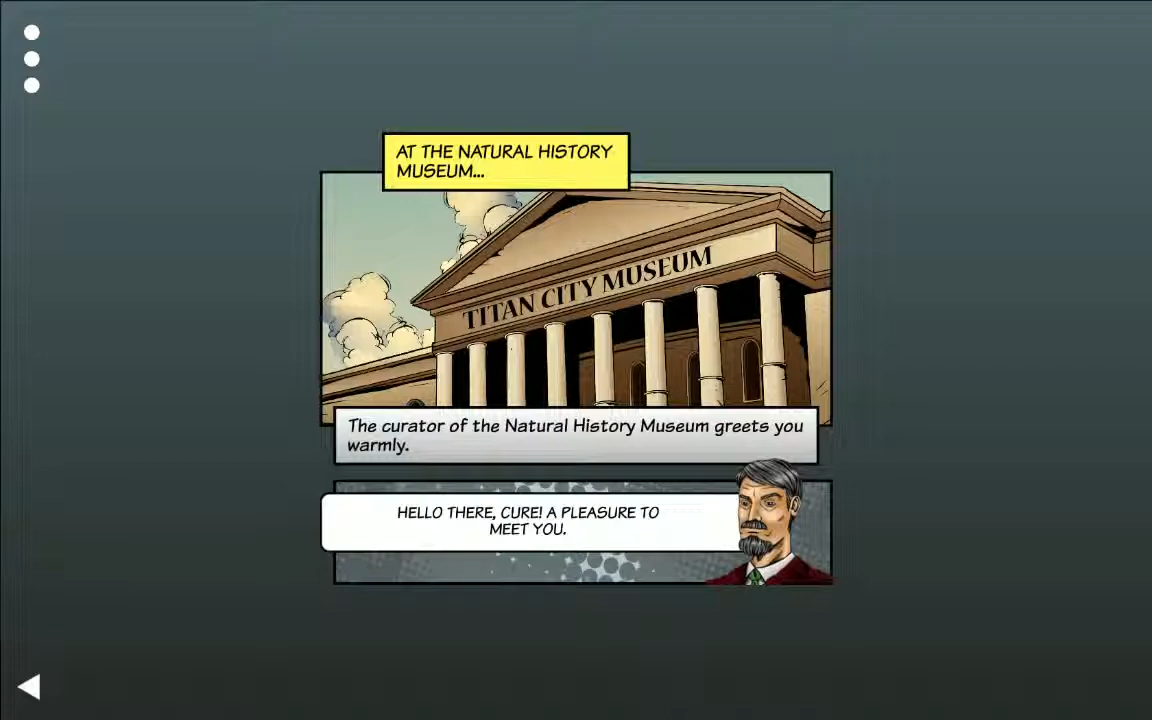 AT THE NATURAL HISTORY
MUSEUM...
TITAN CITY MUSEUM
The curator of the Natural History Museum greets you
warmly.
HELLO THERE, CURE! A PLEASURE TO
MEET YOU.